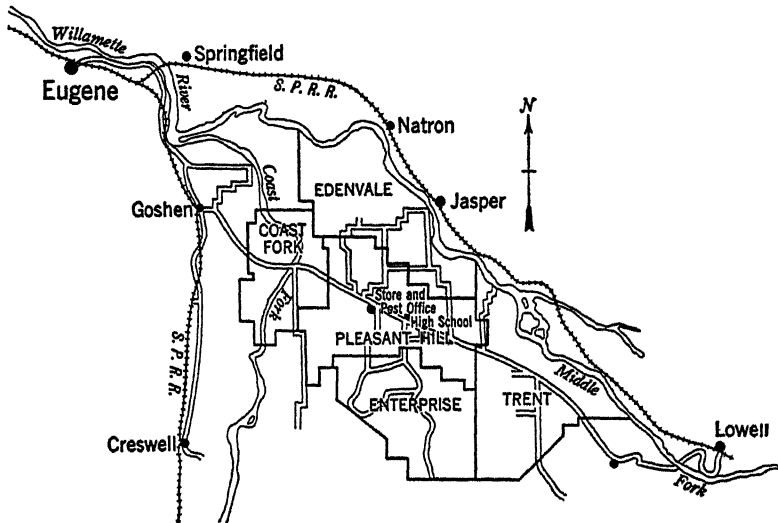 Willamette
Springfield
Eugene
River
S. P. R. R.
N
Natron
Coast
EDENVALE
Jasper
Goshen
COAST
FORK
Fork
Store and
Post Office
High School
S. P. R. R.
PLEASANT HILL
Middle
ENTERPRISE
TRENT
Lowell
Creswell
Fork